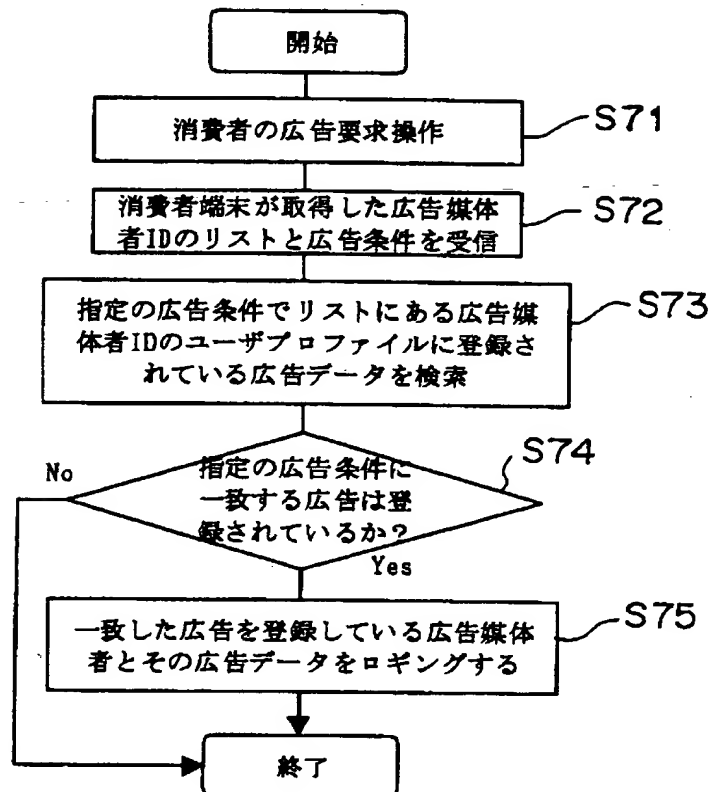 開始
消費者の広告要求操作
S71
消費者端末が取得した広告媒体
者IDのリストと広告条件を受信
S72
指定の広告条件でリストにある広告媒
体者IDのユーザプロファイルに登録さ
れている広告データを検索
S73
指定の広告条件に
一致する広告は登
録されているか?
S74
No
Yes
一致した広告を登録している広告媒体
者とその広告データをロギングする
S75
終了